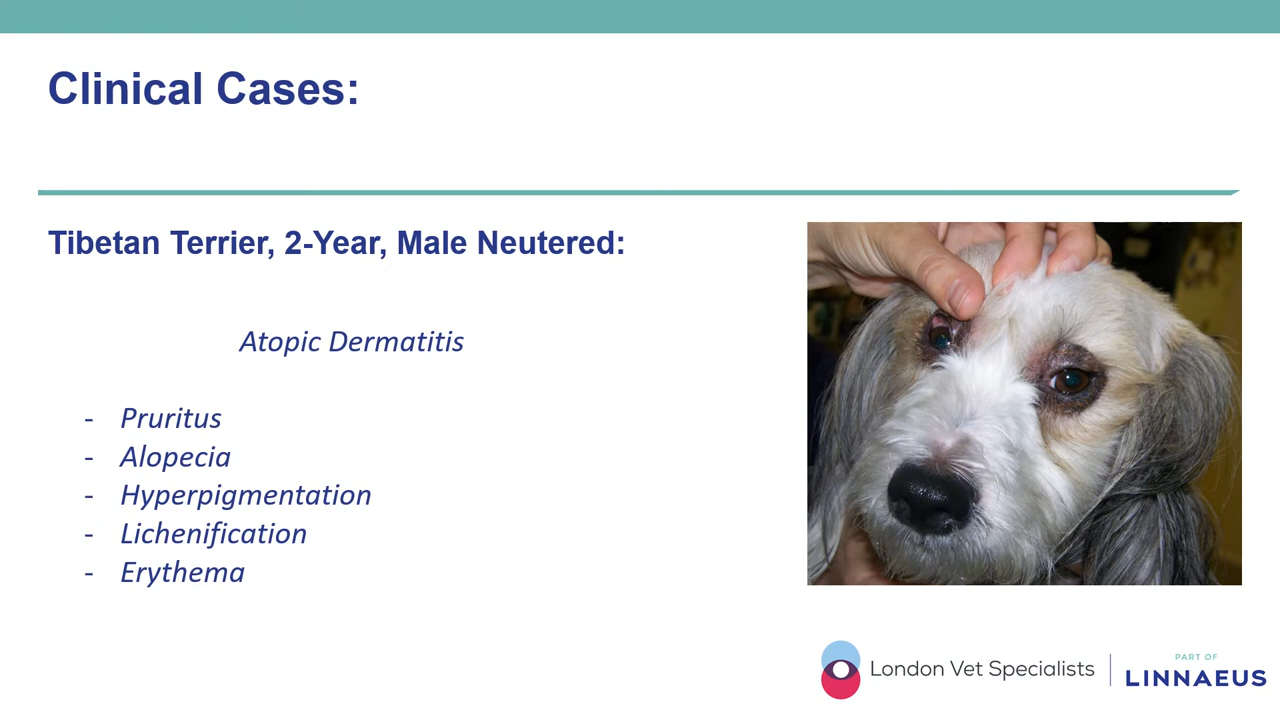 Clinical Cases:
Tibetan Terrier, 2-Year, Male Neutered:
Atopic Dermatitis
- Pruritus
- Alopecia
- Hyperpigmentation
- Lichenification
- Erythema
London Vet Specialists
PART OF
LINNAEUS